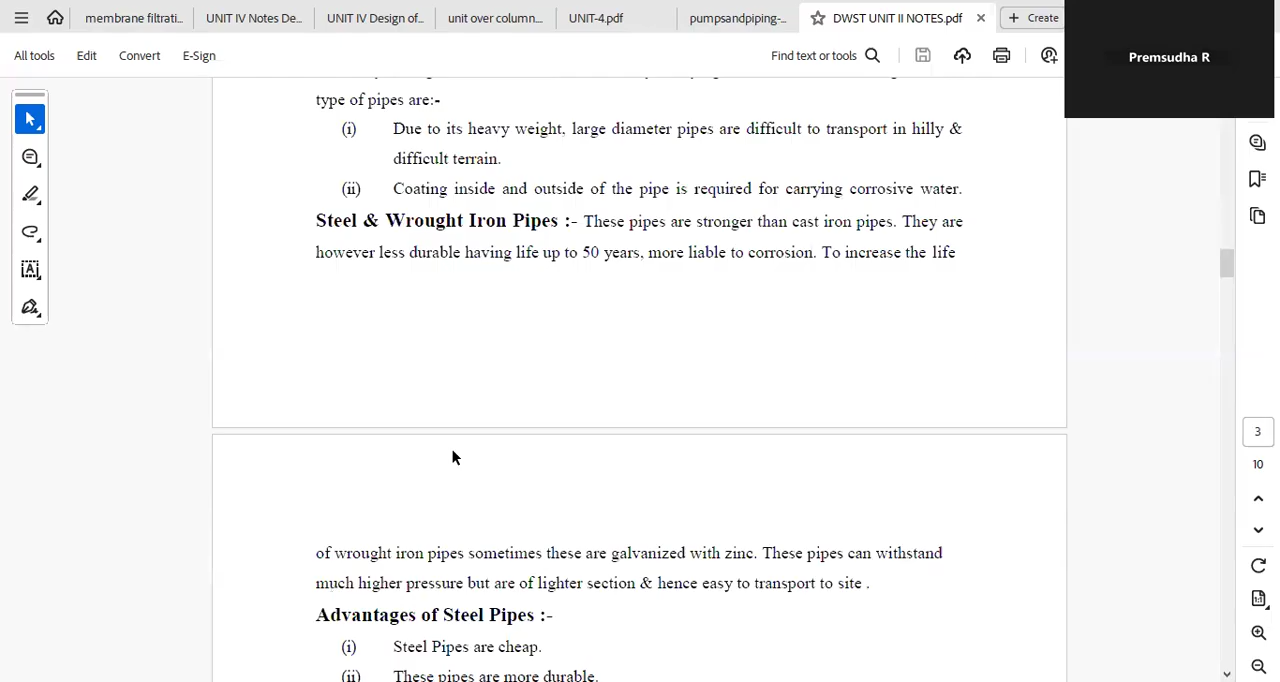 membrane filtrati...
UNIT IV Notes De...
UNIT IV Design of...
unit over column...
UNIT-4.pdf
pumpsandpiping-...
DWST UNIT II NOTES.pdf
Create
All tools
Edit
Convert
E-Sign
Find text or tools
Premsudha R
type of pipes are:-
(i) Due to its heavy weight, large diameter pipes are difficult to transport in hilly &
difficult terrain.
(ii) Coating inside and outside of the pipe is required for carrying corrosive water.
Steel & Wrought Iron Pipes :- These pipes are stronger than cast iron pipes. They are
however less durable having life up to 50 years, more liable to corrosion. To increase the life
of wrought iron pipes sometimes these are galvanized with zinc. These pipes can withstand
much higher pressure but are of lighter section & hence easy to transport to site .
Advantages of Steel Pipes :-
(i) Steel Pipes are cheap.
(ii) These pipes are more durable.
3
10